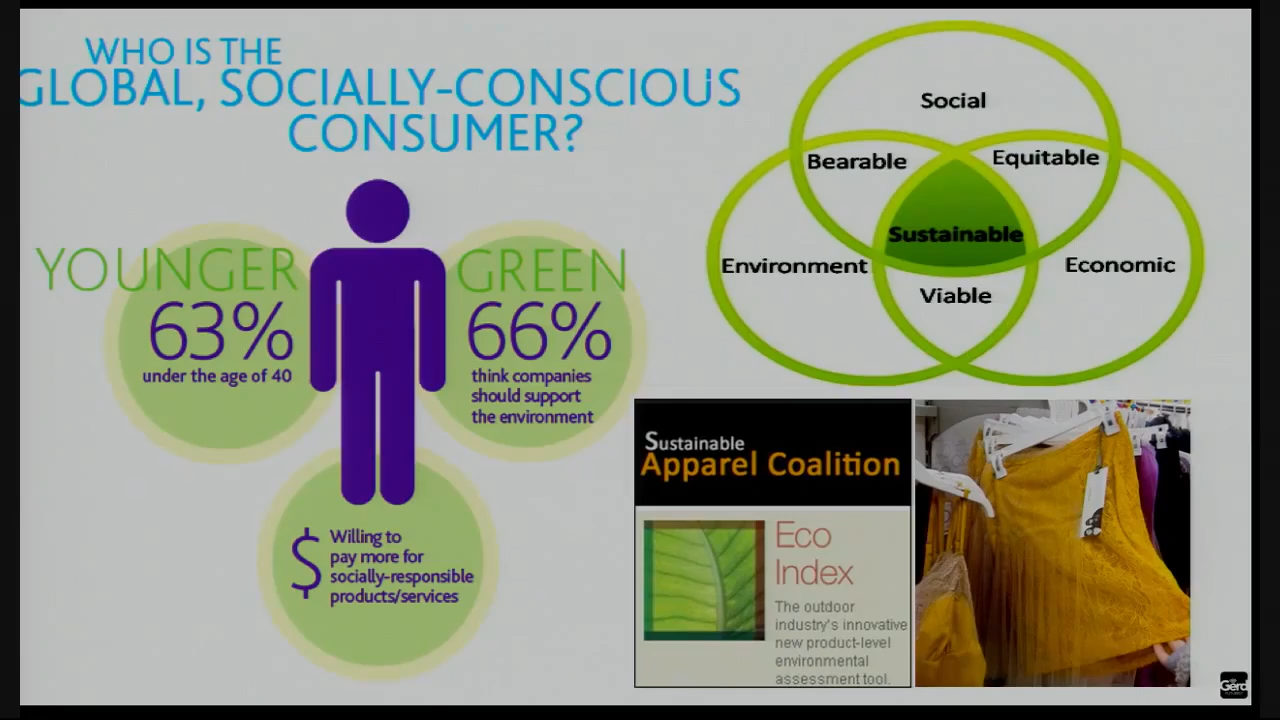 WHO IS THE
GLOBAL, SOCIALLY-CONSCIOUS
CONSUMER?
YOUNGER
63%
under the age of 40
GREEN
66%
think companies
should support
the environment
$
Willing to
pay more for
socially-responsible
products/services
Social
Bearable
Equitable
Sustainable
Environment
Economic
Viable
Sustainable
Apparel Coalition
Eco
Index
The outdoor
industry's innovative
new product-level
environmental
assessment tool.
Gerd